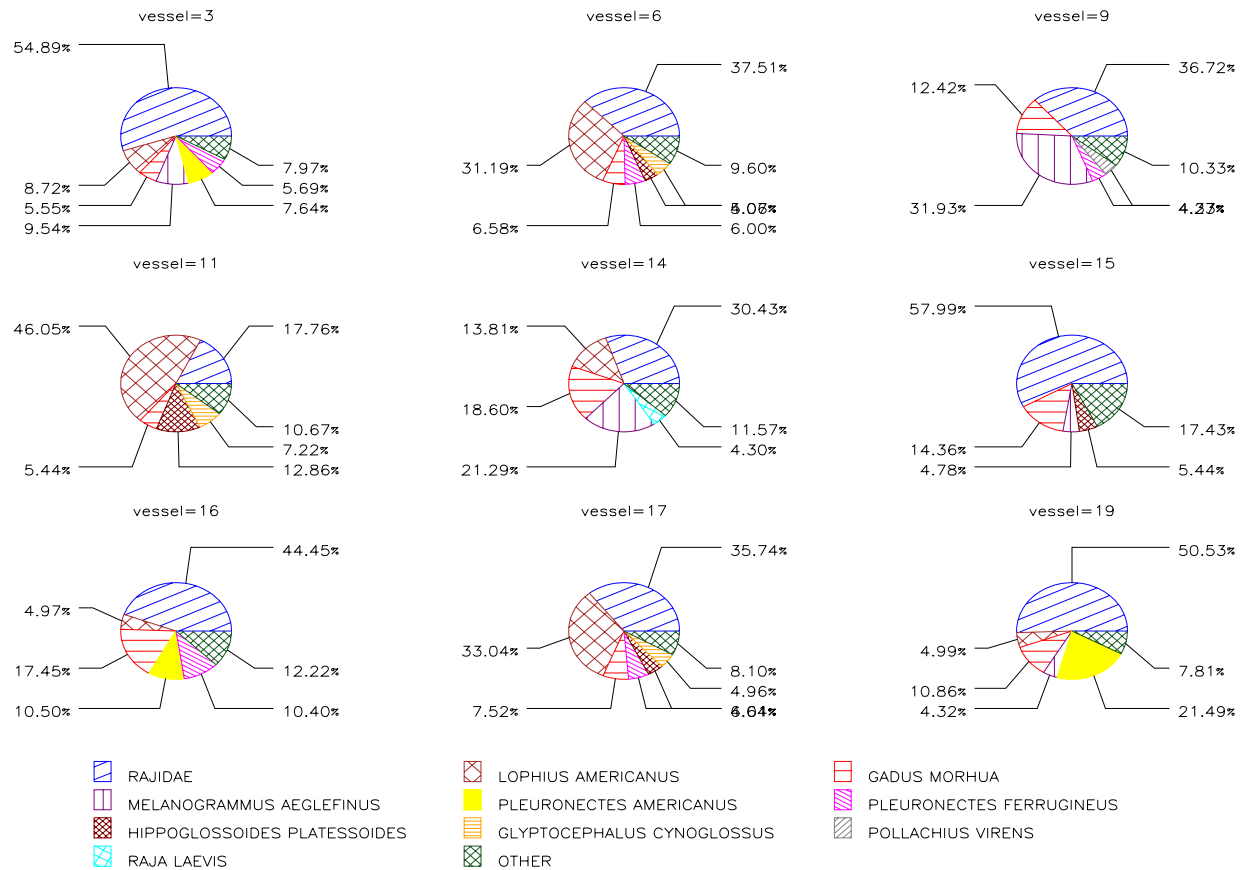 vessel=3 vessel=6 vessel=9
54.89% 37.51% 36.72%
12.42%
7.97% 31.19% 9.60% 10.33%
8.72% 5.69%
5.55% 7.64% 31.93%
9.54% 6.58% 6.00%
vessel=11 vessel=14 vessel=15
57.99%
46.05% 17.76% 13.81% 30.43%
18.60%
10.67% 11.57% 17.43%
7.22% 4.30% 14.36%
5.44% 12.86% 21.29% 4.78% 5.44%
vessel=16 vessel=17 vessel=19
44.45% 35.74% 50.53%
4.97%
33.04% 4.99%
17.45% 12.22% 8.10% 7.81%
4.96% 10.86%
10.50% 10.40% 7.52% 4.32% 21.49%
RAJIDAE LOPHIUS AMERICANUS GADUS MORHUA
MELANOGRAMMUS AEGLEFINUS PLEURONECTES AMERICANUS PLEURONECTES FERRUGINEUS
HIPPOGLOSSOIDES PLATESSOIDES GLYPTOCEPHALUS CYNOGLOSSUS POLLACHIUS VIRENS
RAJA LAEVIS OTHER